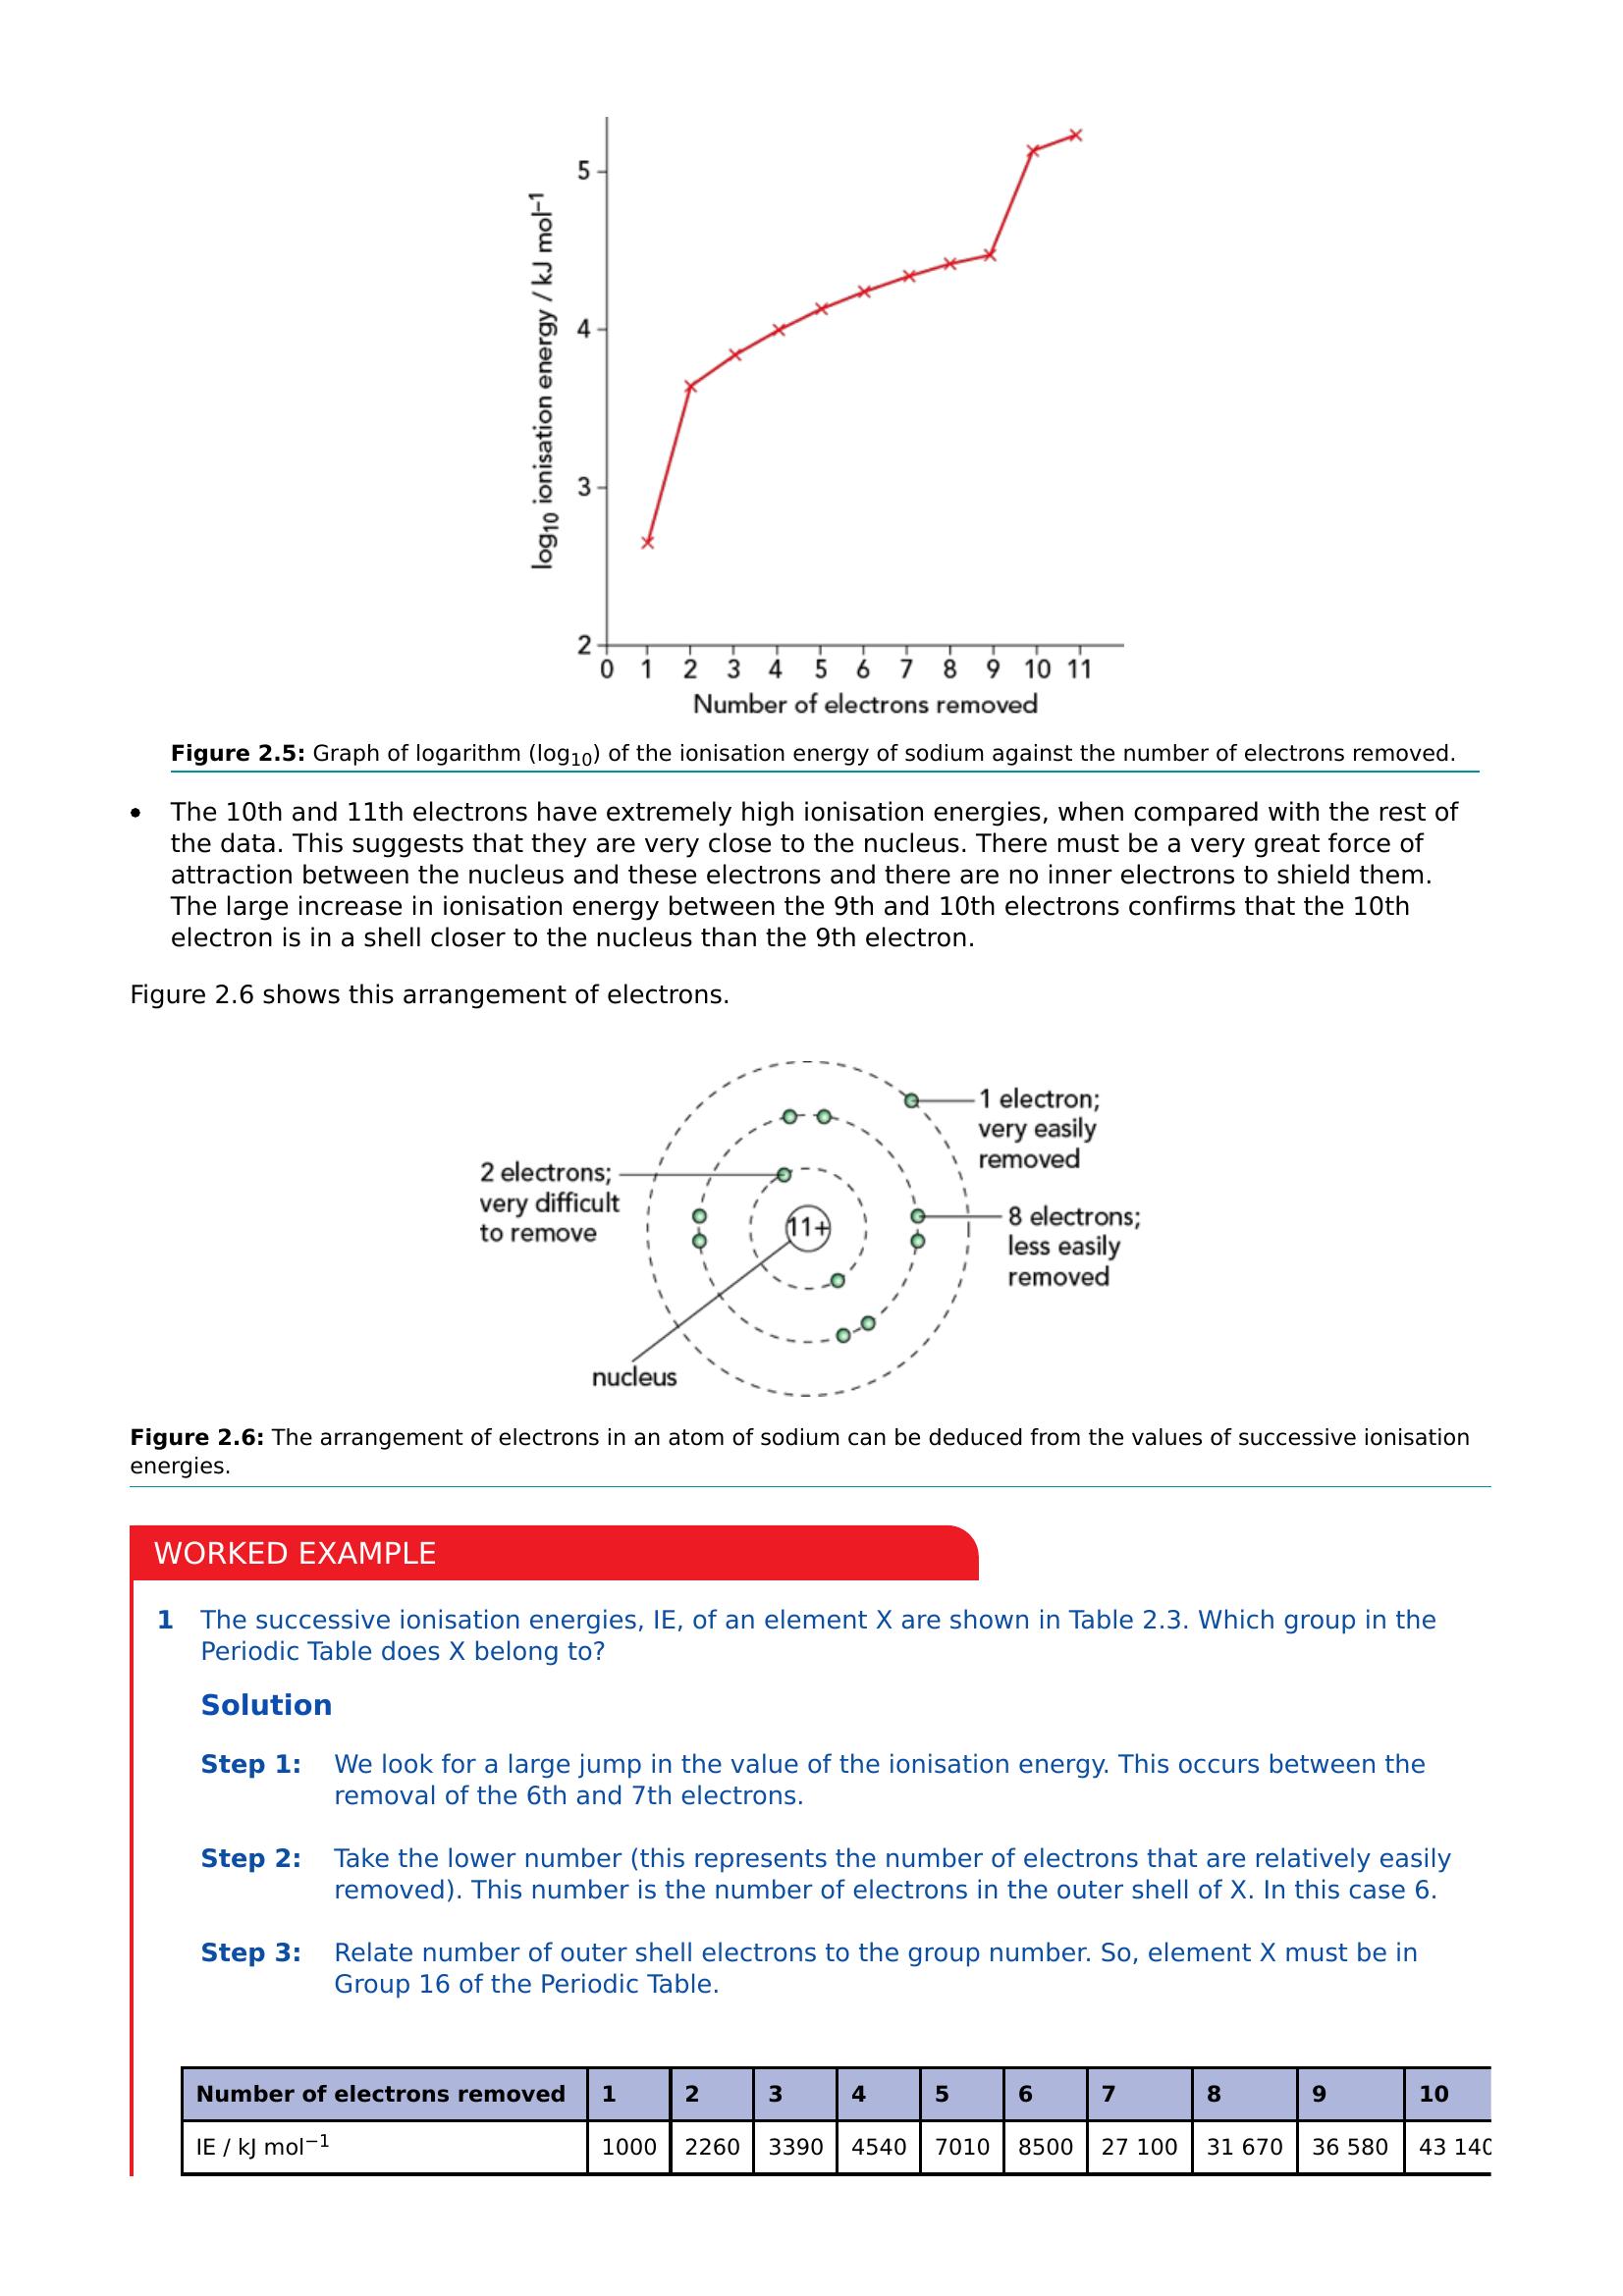 5
4
3
2
log₁₀ ionisation energy / kJ mol⁻¹
0 1 2 3 4 5 6 7 8 9 10 11
Number of electrons removed
Figure 2.5: Graph of logarithm (log₁₀) of the ionisation energy of sodium against the number of electrons removed.
• The 10th and 11th electrons have extremely high ionisation energies, when compared with the rest of
the data. This suggests that they are very close to the nucleus. There must be a very great force of
attraction between the nucleus and these electrons and there are no inner electrons to shield them.
The large increase in ionisation energy between the 9th and 10th electrons confirms that the 10th
electron is in a shell closer to the nucleus than the 9th electron.
Figure 2.6 shows this arrangement of electrons.
1 electron;
very easily
removed
2 electrons;
very difficult
to remove
11+
8 electrons;
less easily
removed
nucleus
Figure 2.6: The arrangement of electrons in an atom of sodium can be deduced from the values of successive ionisation
energies.
WORKED EXAMPLE
1 The successive ionisation energies, IE, of an element X are shown in Table 2.3. Which group in the
Periodic Table does X belong to?
Solution
Step 1: We look for a large jump in the value of the ionisation energy. This occurs between the
removal of the 6th and 7th electrons.
Step 2: Take the lower number (this represents the number of electrons that are relatively easily
removed). This number is the number of electrons in the outer shell of X. In this case 6.
Step 3: Relate number of outer shell electrons to the group number. So, element X must be in
Group 16 of the Periodic Table.
Number of electrons removed 1 2 3 4 5 6 7 8 9 10
IE / kJ mol⁻¹ 1000 2260 3390 4540 7010 8500 27 100 31 670 36 580 43 140